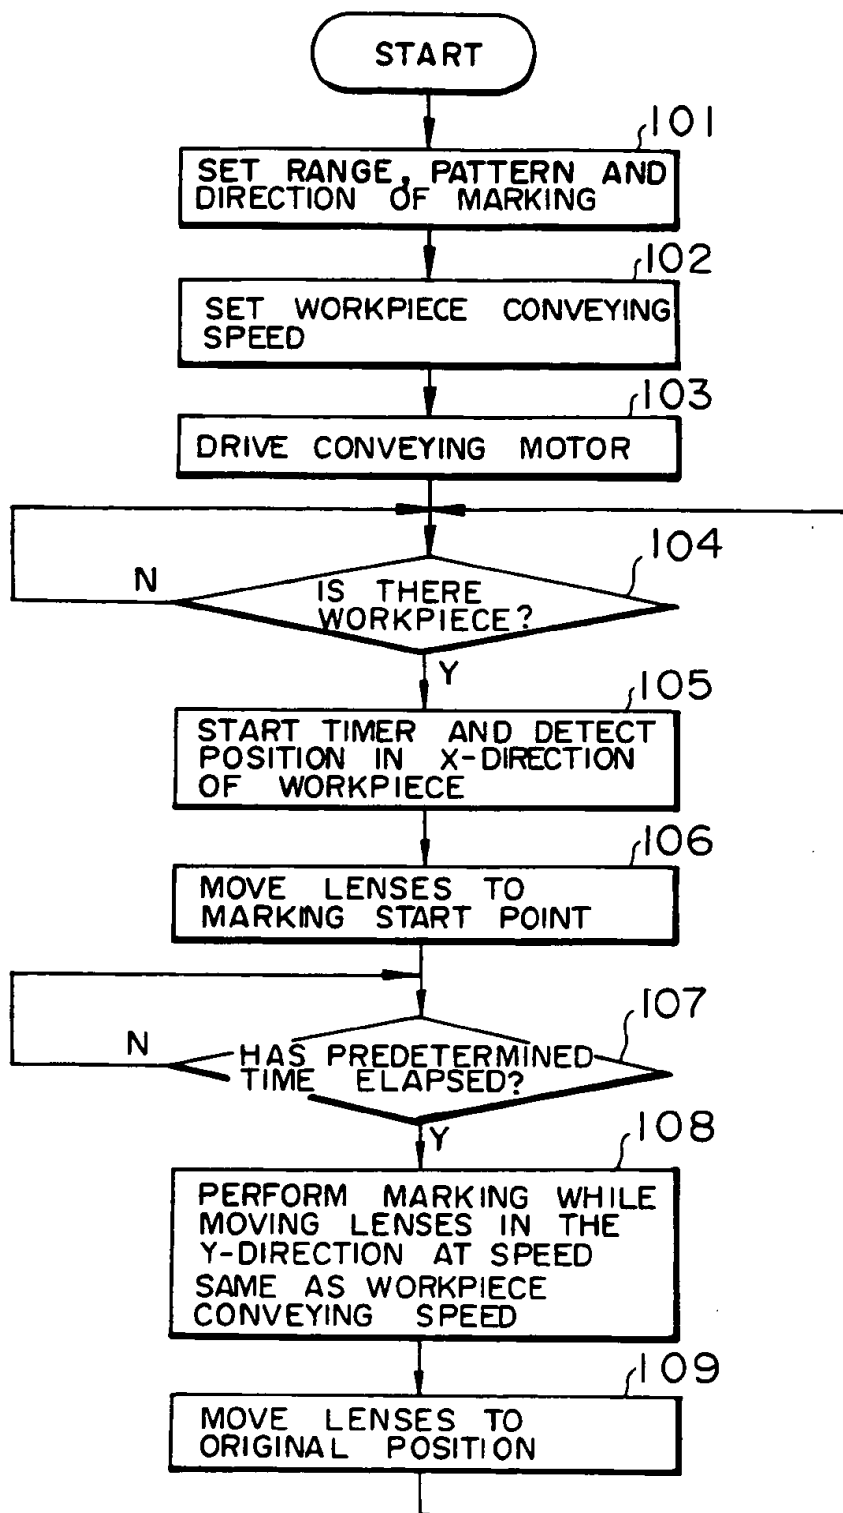 START
101
SET RANGE, PATTERN AND
DIRECTION OF MARKING
102
SET WORKPIECE CONVEYING
SPEED
103
DRIVE CONVEYING MOTOR
104
N
IS THERE
WORKPIECE?
Y
105
START TIMER AND DETECT
POSITION IN X-DIRECTION
OF WORKPIECE
106
MOVE LENSES TO
MARKING START POINT
107
N
HAS PREDETERMINED
TIME ELAPSED?
Y
108
PERFORM MARKING WHILE
MOVING LENSES IN THE
Y-DIRECTION AT SPEED
SAME AS WORKPIECE
CONVEYING SPEED
109
MOVE LENSES TO
ORIGINAL POSITION